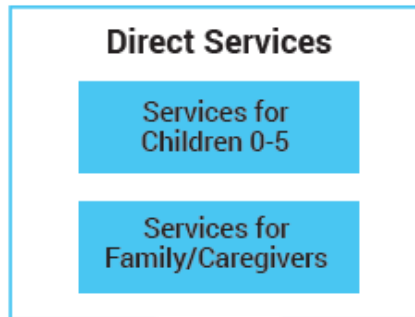 Direct Services
Services for
Children 0-5
Services for
Family/Caregivers